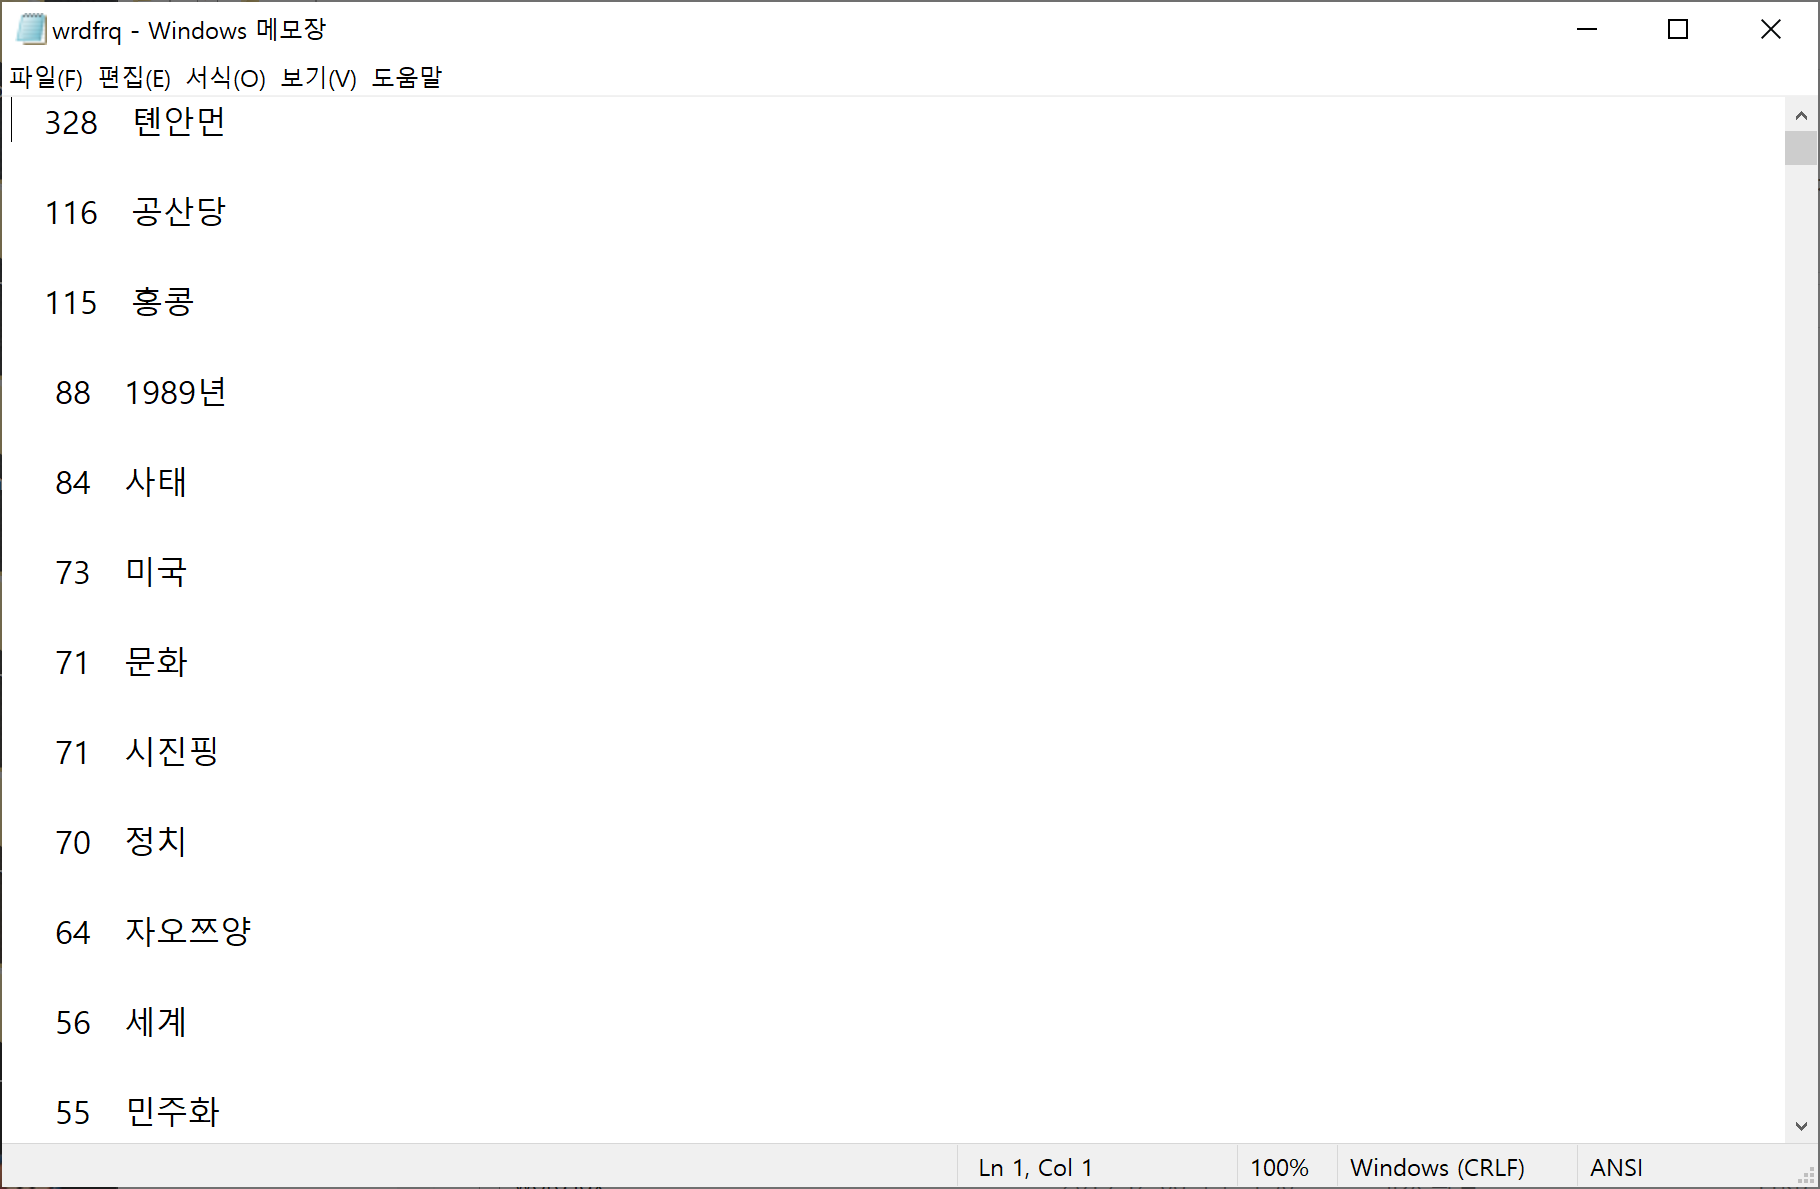 wrdfrq - Windows 메모장
파일(F) 편집(E) 서식(O) 보기(V) 도움말
328 톈안먼
116 공산당
115 홍콩
88 1989년
84 사태
73 미국
71 문화
71 시진핑
70 정치
64 자오쯔양
56 세계
55 민주화
Ln 1, Col 1 100% Windows (CRLF) ANSI